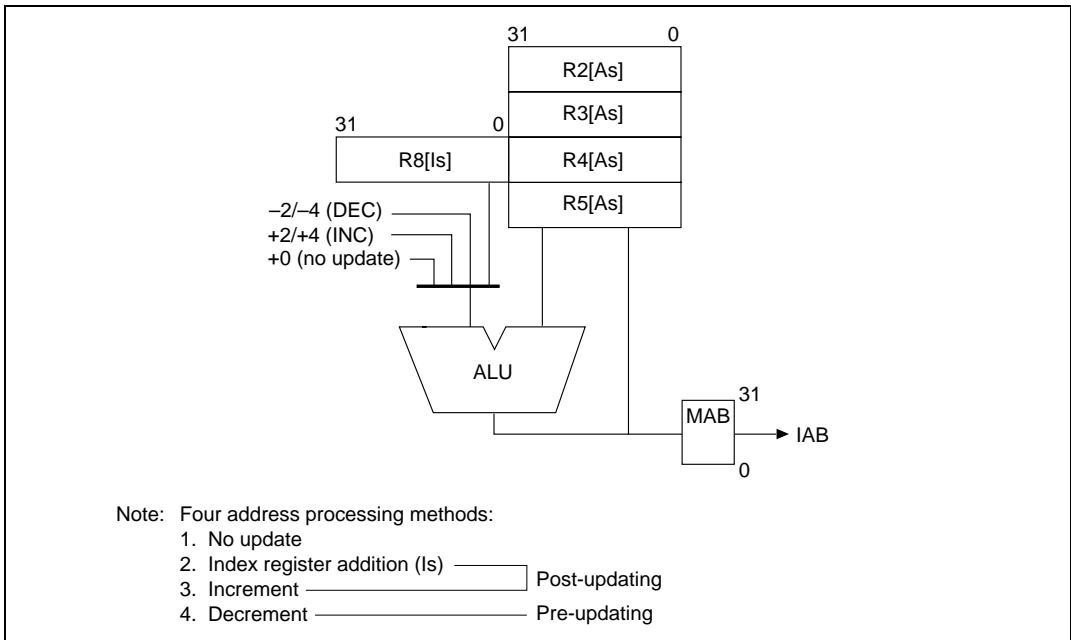 31 0
R2[As]
R3[As]
31 0
R8[Is] R4[As]
R5[As]
–2/–4 (DEC)
+2/+4 (INC)
+0 (no update)
ALU
31
MAB
IAB
0
Note: Four address processing methods:
1. No update
2. Index register addition (Is)
3. Increment
Post-updating
4. Decrement Pre-updating